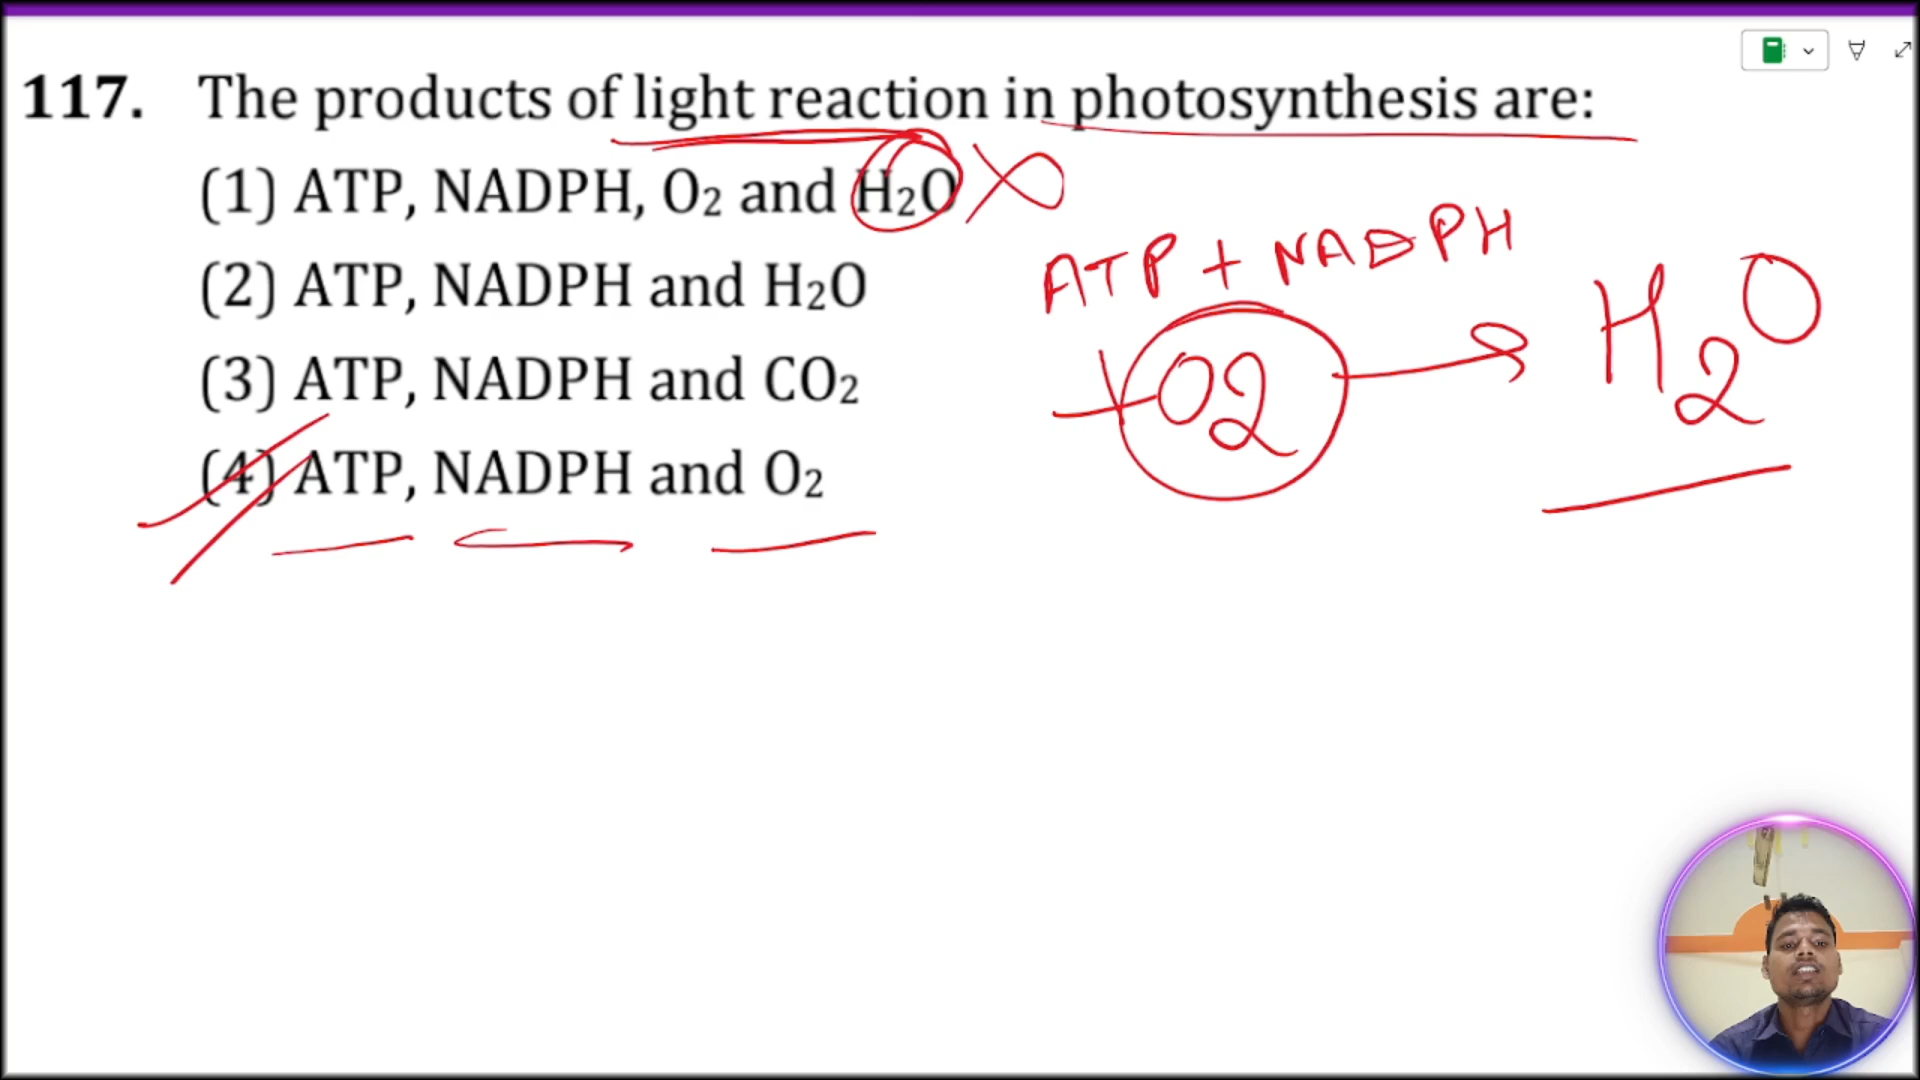 117. The products of light reaction in photosynthesis are:
(1) ATP, NADPH, O₂ and H₂O
(2) ATP, NADPH and H₂O
(3) ATP, NADPH and CO₂
(4) ATP, NADPH and O₂
ATP + NADPH
+ O2 → H2O